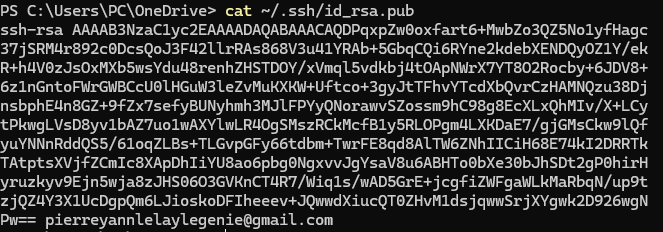 PS C:\Users\PC\OneDrive> cat ~/.ssh/id_rsa.pub
ssh-rsa AAAAB3NzaC1yc2EAAAADAQABAAACAQDPqxpZw0oxfart6+MwbZo3QZ5No1yfHagc
37jSRM4r892c0DcsQoJ3F42llrRAs868V3u41YRAb+5GbqCQi6RYne2kdebXENDQyOZ1Y/ek
R+h4V0zJsOxMXb5wsYdu48renhZHSTDOY/xVmql5vdkbj4tOApNWrX7YT8O2Rocby+6JDV8+
6z1nGntoFWrGWBCcU0lHGuW3leZvMuKXKW+Uftco+3gyJtTFhvYTcdXbQvrCzHAMNQzu38Dj
nsbphE4n8GZ+9fZx7sefyBUNyhmh3MJlFPYyQNorawvSZossm9hC98g8EcXLxQhMIv/X+LCy
tPkwgLVsD8yv1bAZ7uo1wAXYlwLR4OgSMszRCkMcfB1y5RLOPgm4LXKDaE7/gjGMsCkw9lQf
yuYNNnRddQS5/61oqZLBs+TLGvpGFy66tdbm+TwrFE8qd8AlTW6ZNhIICiH68E74kI2DRRTk
TAtptsXVjfZCmIc8XApDhIiYU8ao6pbg0NgxvvJgYsaV8u6ABHTo0bXe30bJhSDt2gP0hirH
yruzkyv9Ejn5wja8zJHS06O3GVKnCT4R7/Wiq1s/wAD5GrE+jcgfiZWFgaWLkMaRbqN/up9t
zjQZ4Y3X1UcDgpQm6LJioskoDFIheeev+JQwwdXiucQT0ZHvM1dsjqwwSrjXYgwk2D926wgN
Pw== pierreyannlelaylegenie@gmail.com